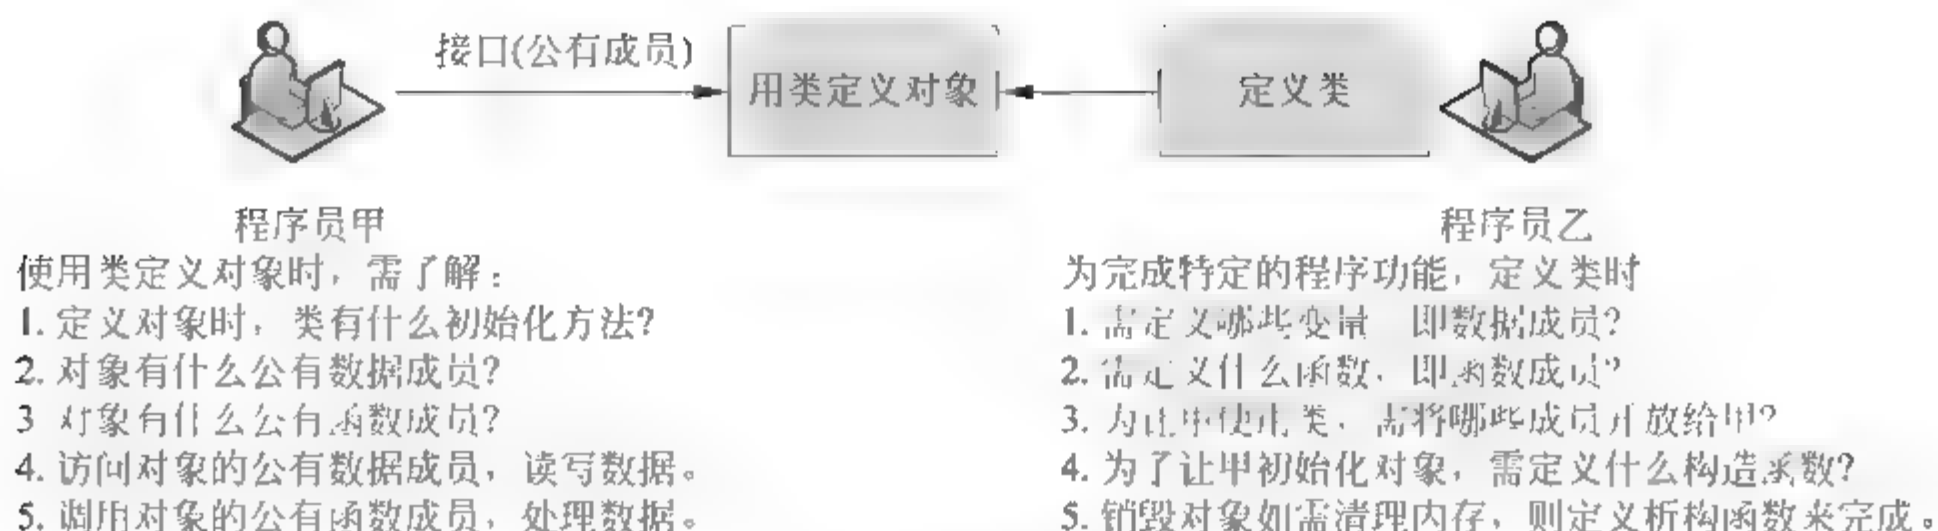 接口(公有成员)
用类定义对象
定义类
程序员甲
程序员乙
使用类定义对象时，需了解：
1. 定义对象时，类有什么初始化方法?
2. 对象有什么公有数据成员?
3 对象有什么公有函数成员?
4. 访问对象的公有数据成员，读写数据。
5. 调用对象的公有函数成员，处理数据。
为完成特定的程序功能，定义类时
1. 需定义哪些变量 即数据成员?
2. 需定义什么函数，即函数成员?
3. 为让甲使用类，需将哪些成员开放给甲?
4. 为了让甲初始化对象，需定义什么构造函数?
5. 销毁对象如需清理内存，则定义析构函数来完成。